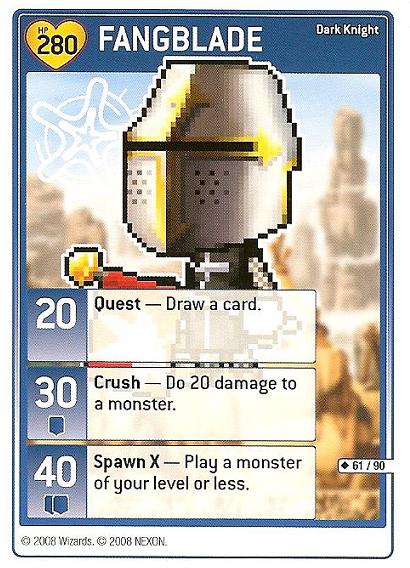 HP
280
FANGBLADE
Dark Knight
20
Quest — Draw a card.
30
Crush — Do 20 damage to
a monster.
40
Spawn X — Play a monster
of your level or less.
◆ 61 / 90
© 2008 Wizards. © 2008 NEXON.